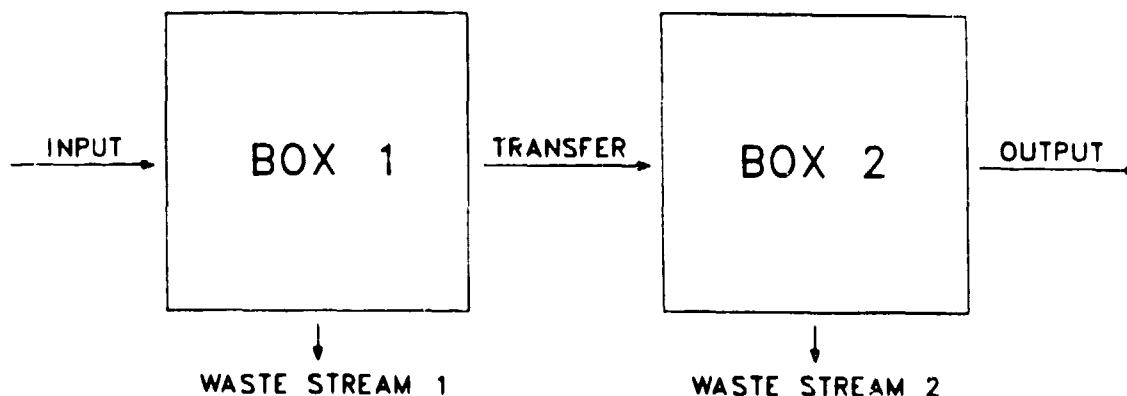 INPUT
BOX 1
TRANSFER
BOX 2
OUTPUT
WASTE STREAM 1
WASTE STREAM 2